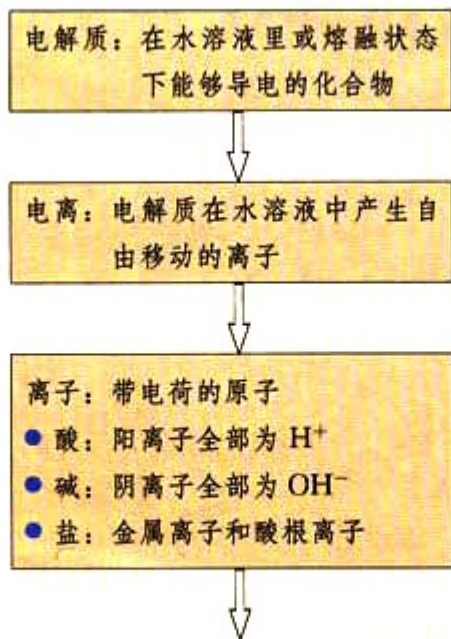 电解质：在水溶液里或熔融状态
下能够导电的化合物
电离：电解质在水溶液中产生自
由移动的离子
离子：带电荷的原子
● 酸：阳离子全部为 H⁺
● 碱：阴离子全部为 OH⁻
● 盐：金属离子和酸根离子